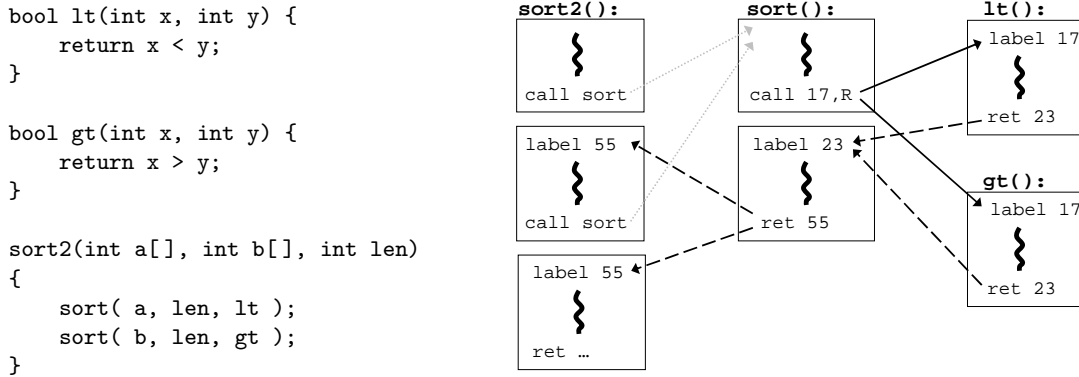 bool lt(int x, int y) {
    return x < y;
}
bool gt(int x, int y) {
    return x > y;
}
sort2(int a[], int b[], int len)
{
    sort( a, len, lt );
    sort( b, len, gt );
}
sort2():
call sort
label 55
call sort
label 55
ret …
sort():
call 17,R
label 23
ret 55
lt():
label 17
ret 23
gt():
label 17
ret 23